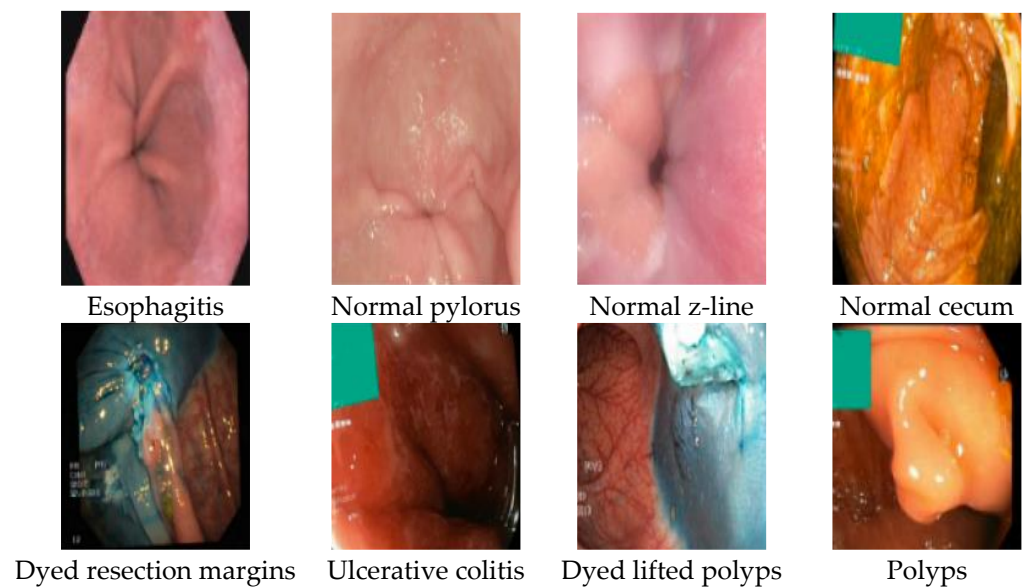 Esophagitis
Normal pylorus
Normal z-line
Normal cecum
Dyed resection margins
Ulcerative colitis
Dyed lifted polyps
Polyps